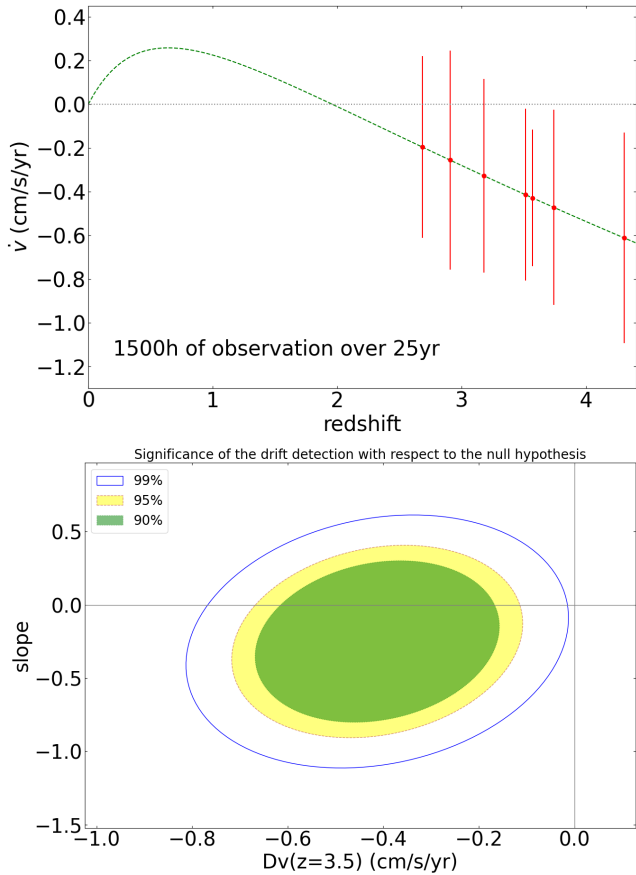 0.4
0.2
0.0
−0.2
−0.4
−0.6
−0.8
−1.0
−1.2
v̇ (cm/s/yr)
1500h of observation over 25yr
0 1 2 3 4
redshift
Significance of the drift detection with respect to the null hypothesis
99%
95%
90%
0.5
0.0
−0.5
−1.0
−1.5
slope
−1.0 −0.8 −0.6 −0.4 −0.2 0.0
Dv(z=3.5) (cm/s/yr)